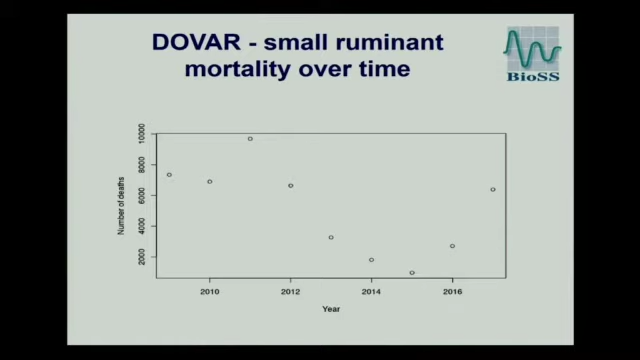 DOVAR - small ruminant
mortality over time
BioSS
10000
8000
6000
4000
2000
Number of deaths
2010 2012 2014 2016
Year